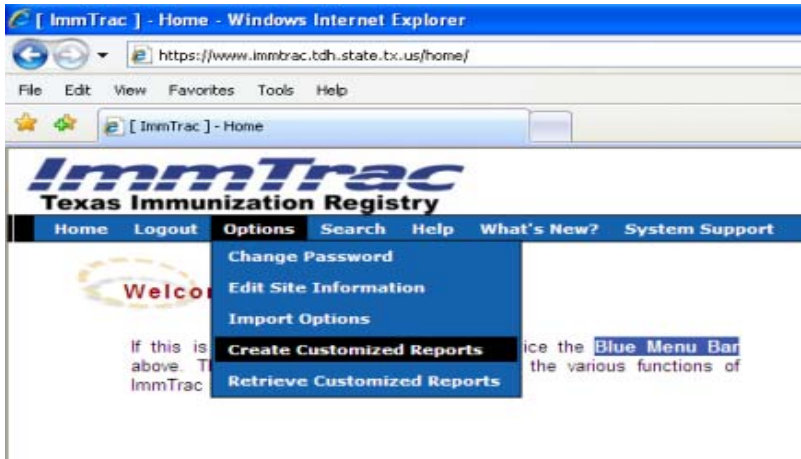 [ ImmTrac ] - Home - Windows Internet Explorer
https://www.immtrac.tdh.state.tx.us/home/
File Edit View Favorites Tools Help
[ ImmTrac ] - Home
ImmTrac
Texas Immunization Registry
Home Logout Options Search Help What's New? System Support
Change Password
Welco Edit Site Information
Import Options
If this is Create Customized Reports ice the Blue Menu Bar
above. T the various functions of
Retrieve Customized Reports
ImmTrac